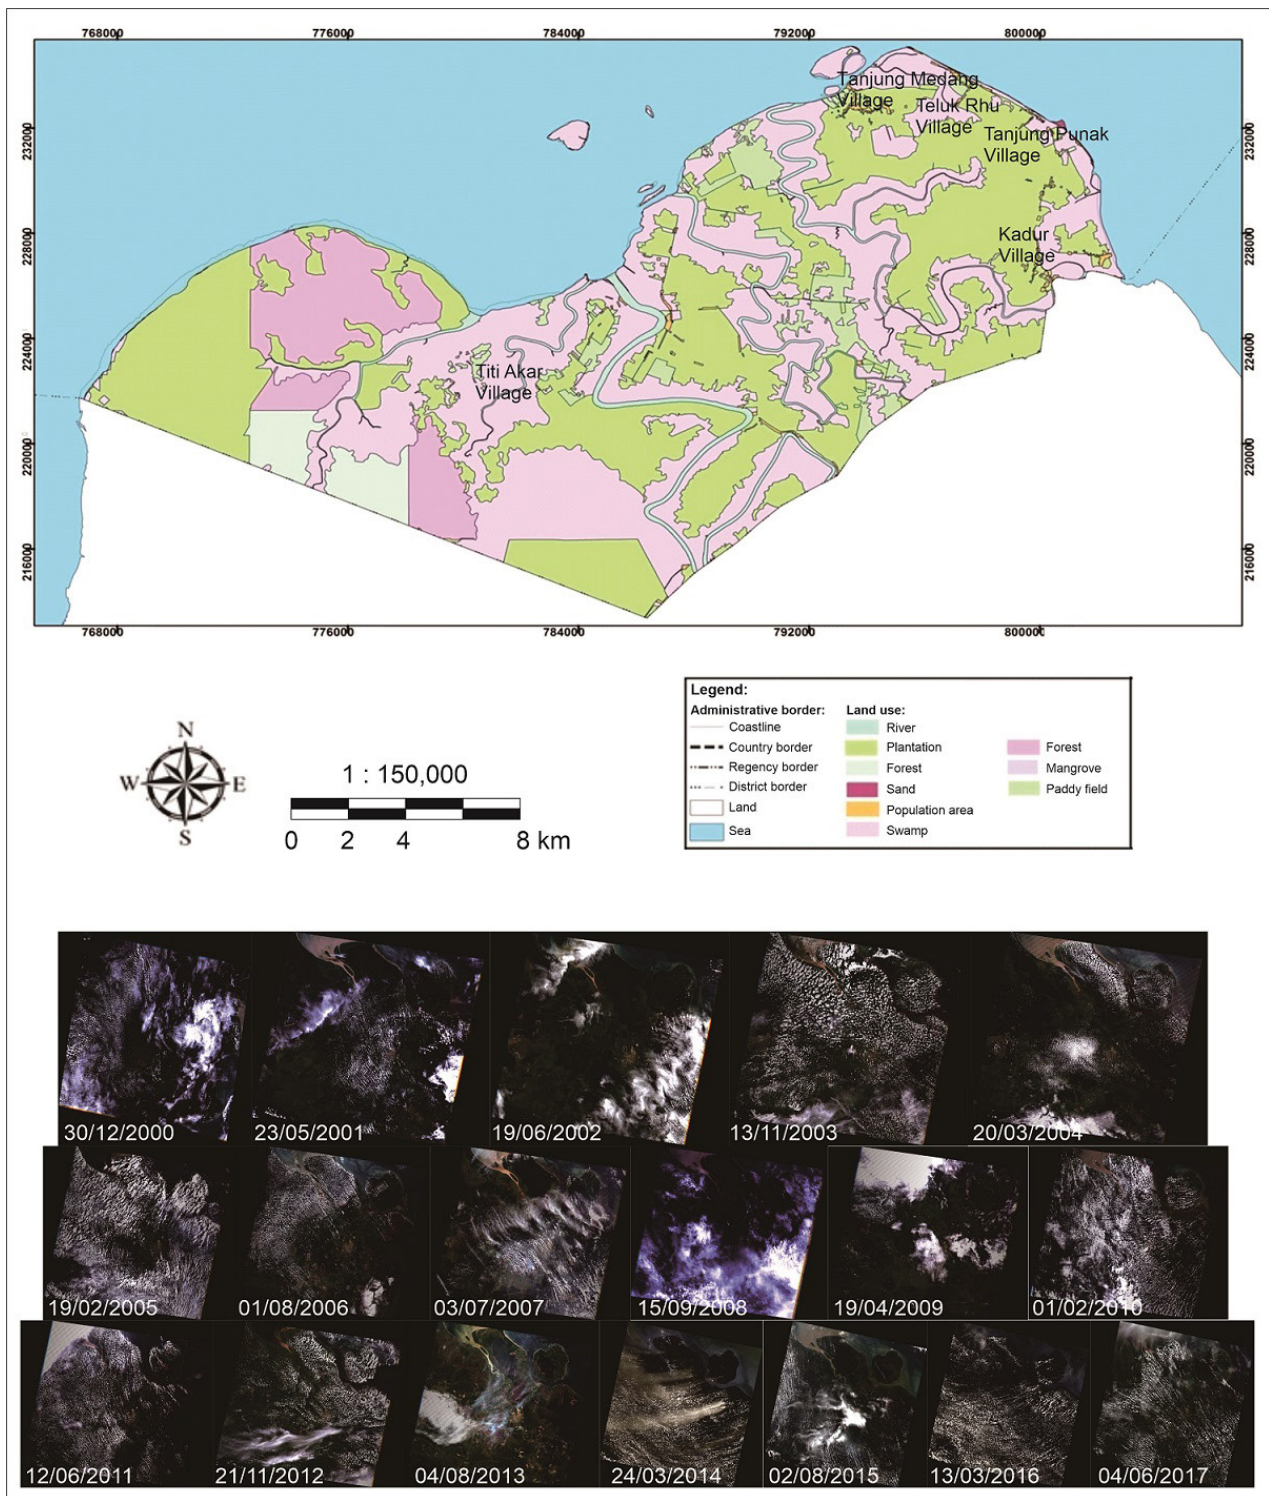 768000 776000 784000 792000 800000
Tanjung Medang
Village
Teluk Rhu
Village
Tanjung Punak
Village
Kadur
Village
Titi Akar
Village
232000
228000
224000
220000
216000
232000
228000
224000
220000
216000
768000 776000 784000 792000 800000
N
W E
S
1 : 150,000
0 2 4 8 km
Legend:
Administrative border:
Coastline
Country border
Regency border
District border
Land
Sea
Land use:
River
Plantation
Forest
Sand
Population area
Swamp
Forest
Mangrove
Paddy field
30/12/2000 23/05/2001 19/06/2002 13/11/2003 20/03/2004
19/02/2005 01/08/2006 03/07/2007 15/09/2008 19/04/2009 01/02/2010
12/06/2011 21/11/2012 04/08/2013 24/03/2014 02/08/2015 13/03/2016 04/06/2017